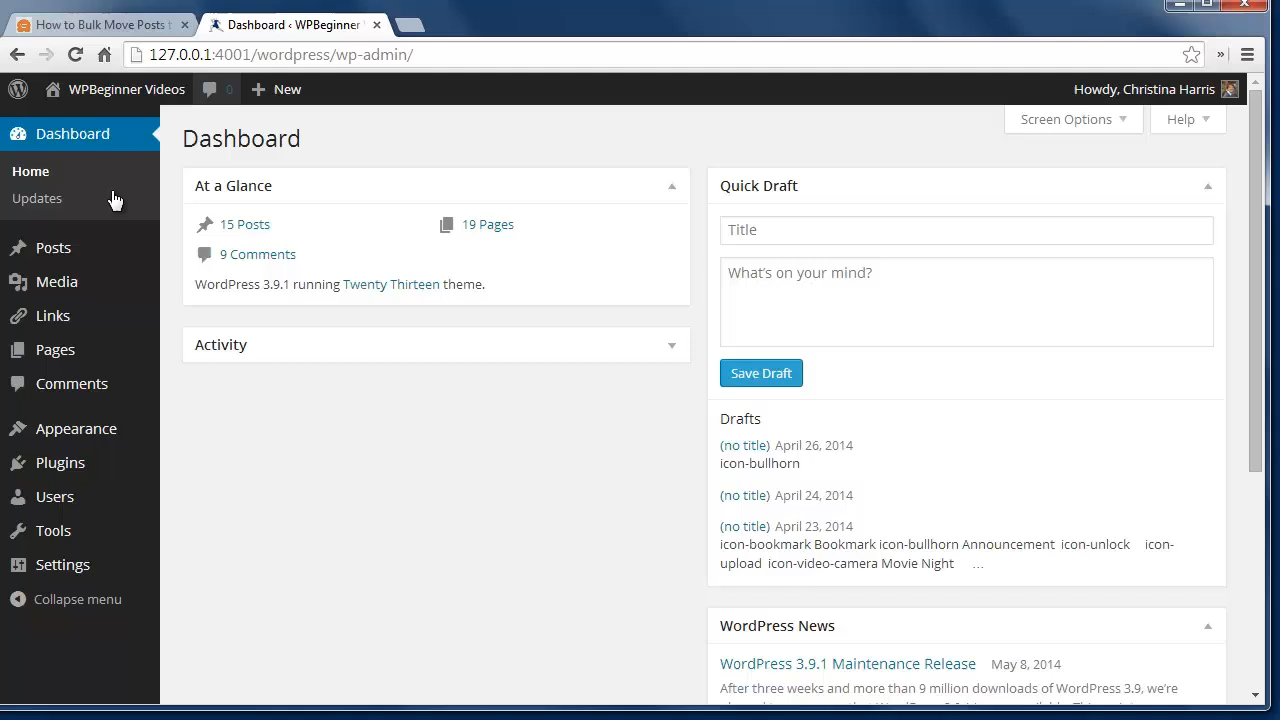 How to Bulk Move Posts t
Dashboard ‹ WPBeginner
127.0.0.1:4001/wordpress/wp-admin/
WPBeginner Videos 0 New Howdy, Christina Harris
Dashboard
Home
Updates
Posts
Media
Links
Pages
Comments
Appearance
Plugins
Users
Tools
Settings
Collapse menu
Screen Options
Help
Dashboard
At a Glance
15 Posts 19 Pages
9 Comments
WordPress 3.9.1 running Twenty Thirteen theme.
Activity
Quick Draft
Title
What's on your mind?
Save Draft
Drafts
(no title) April 26, 2014
icon-bullhorn
(no title) April 24, 2014
(no title) April 23, 2014
icon-bookmark Bookmark icon-bullhorn Announcement icon-unlock icon-
upload icon-video-camera Movie Night …
WordPress News
WordPress 3.9.1 Maintenance Release May 8, 2014
After three weeks and more than 9 million downloads of WordPress 3.9, we're